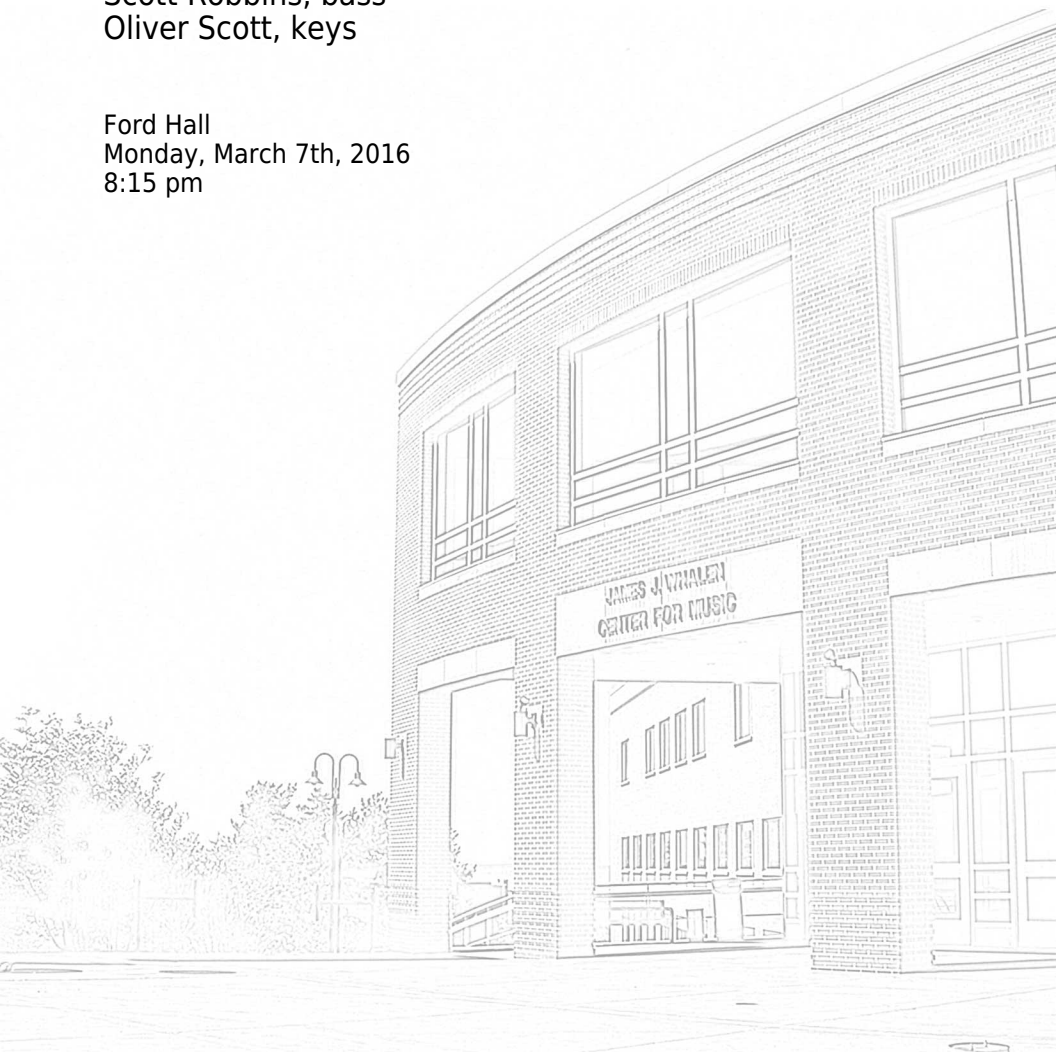 Scott Robbins, bass
Oliver Scott, keys
Ford Hall
Monday, March 7th, 2016
8:15 pm
JAMES J. WHALEN
CENTER FOR MUSIC